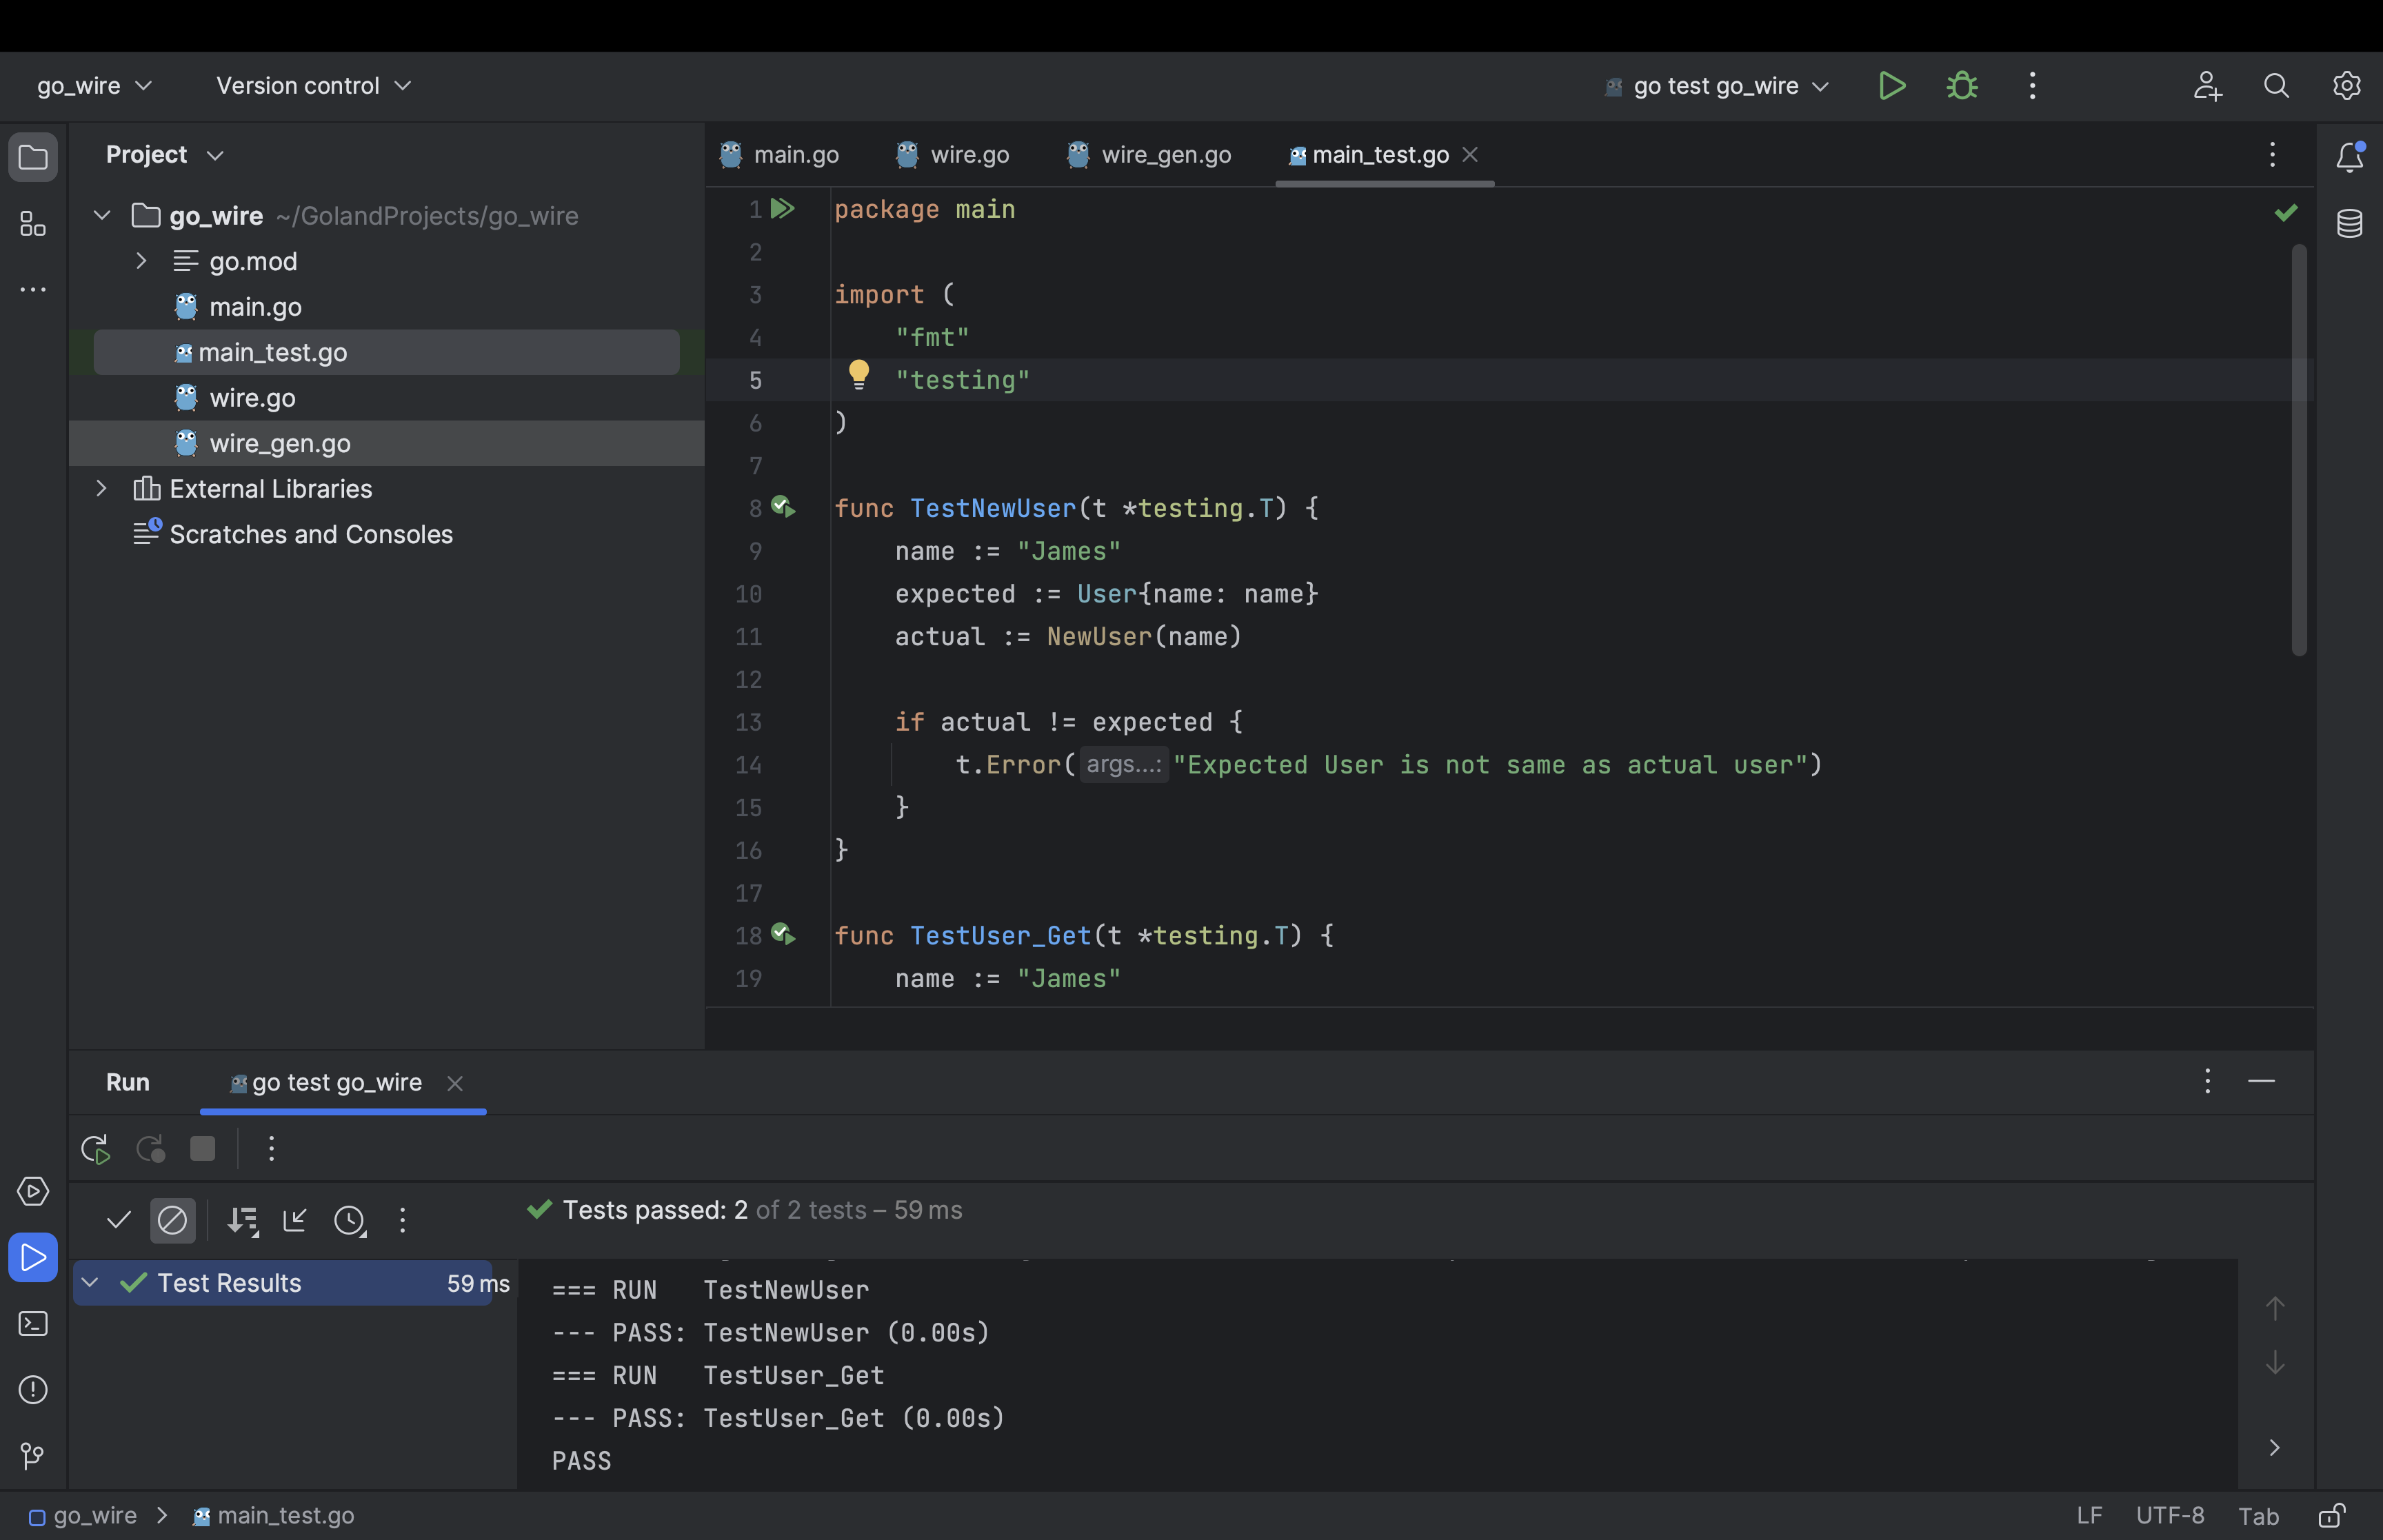 go_wire
Version control
go test go_wire
Project
main.go
wire.go
wire_gen.go
main_test.go
go_wire ~/GolandProjects/go_wire
go.mod
main.go
main_test.go
wire.go
wire_gen.go
External Libraries
Scratches and Consoles
1 package main
2
3 import (
4 "fmt"
5 "testing"
6 )
7
8 func TestNewUser(t *testing.T) {
9 name := "James"
10 expected := User{name: name}
11 actual := NewUser(name)
12
13 if actual != expected {
14 t.Error( args...: "Expected User is not same as actual user")
15 }
16 }
17
18 func TestUser_Get(t *testing.T) {
19 name := "James"
Run
go test go_wire
Tests passed: 2 of 2 tests – 59 ms
Test Results 59 ms
=== RUN TestNewUser
--- PASS: TestNewUser (0.00s)
=== RUN TestUser_Get
--- PASS: TestUser_Get (0.00s)
PASS
go_wire > main_test.go
LF UTF-8 Tab